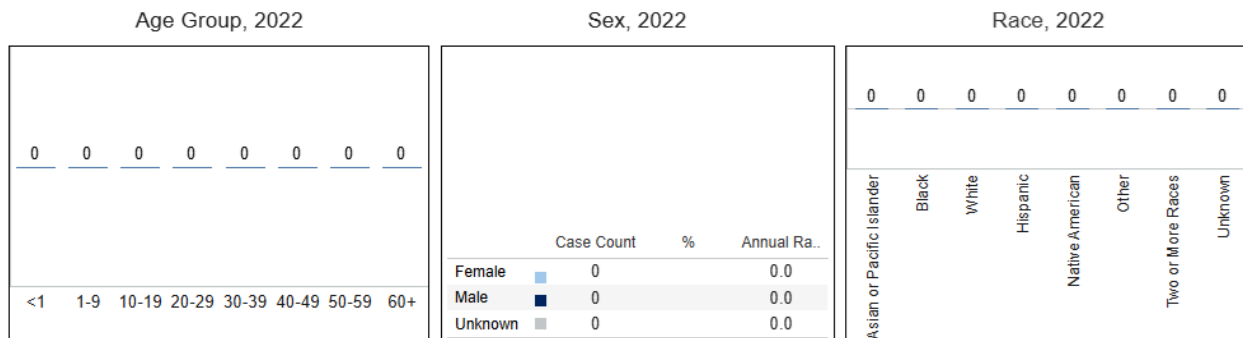 Age Group, 2022
0 0 0 0 0 0 0 0
<1 1-9 10-19 20-29 30-39 40-49 50-59 60+
Sex, 2022
Case Count % Annual Ra..
Female 0 0.0
Male 0 0.0
Unknown 0 0.0
Race, 2022
0 0 0 0 0 0 0 0
Asian or Pacific Islander
Black
White
Hispanic
Native American
Other
Two or More Races
Unknown